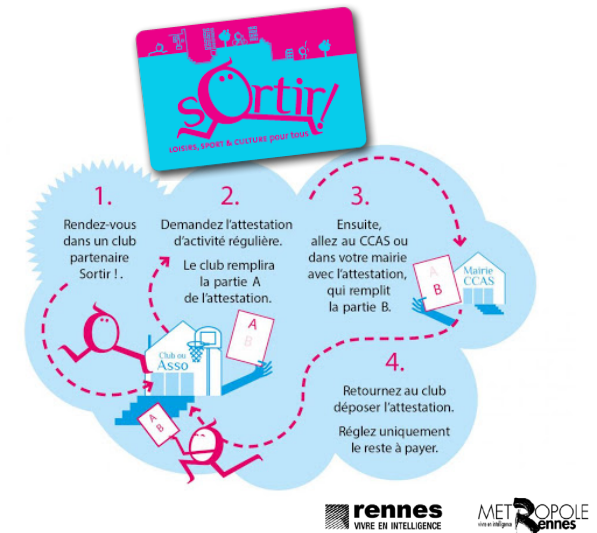 sOrtir!
LOISIRS, SPORT & CULTURE pour tous
1.
Rendez-vous
dans un club
partenaire
Sortir ! .
2.
Demandez l'attestation
d'activité régulière.
Le club remplira
la partie A
de l'attestation.
3.
Ensuite,
allez au CCAS ou
dans votre mairie
avec l'attestation,
qui remplit
la partie B.
A
B
Mairie
CCAS
A
B
Club ou
Asso
A
B
4.
Retournez au club
déposer l'attestation.
Réglez uniquement
le reste à payer.
rennes
VIVRE EN INTELLIGENCE
METROPOLE
vivre en intelligence
Rennes